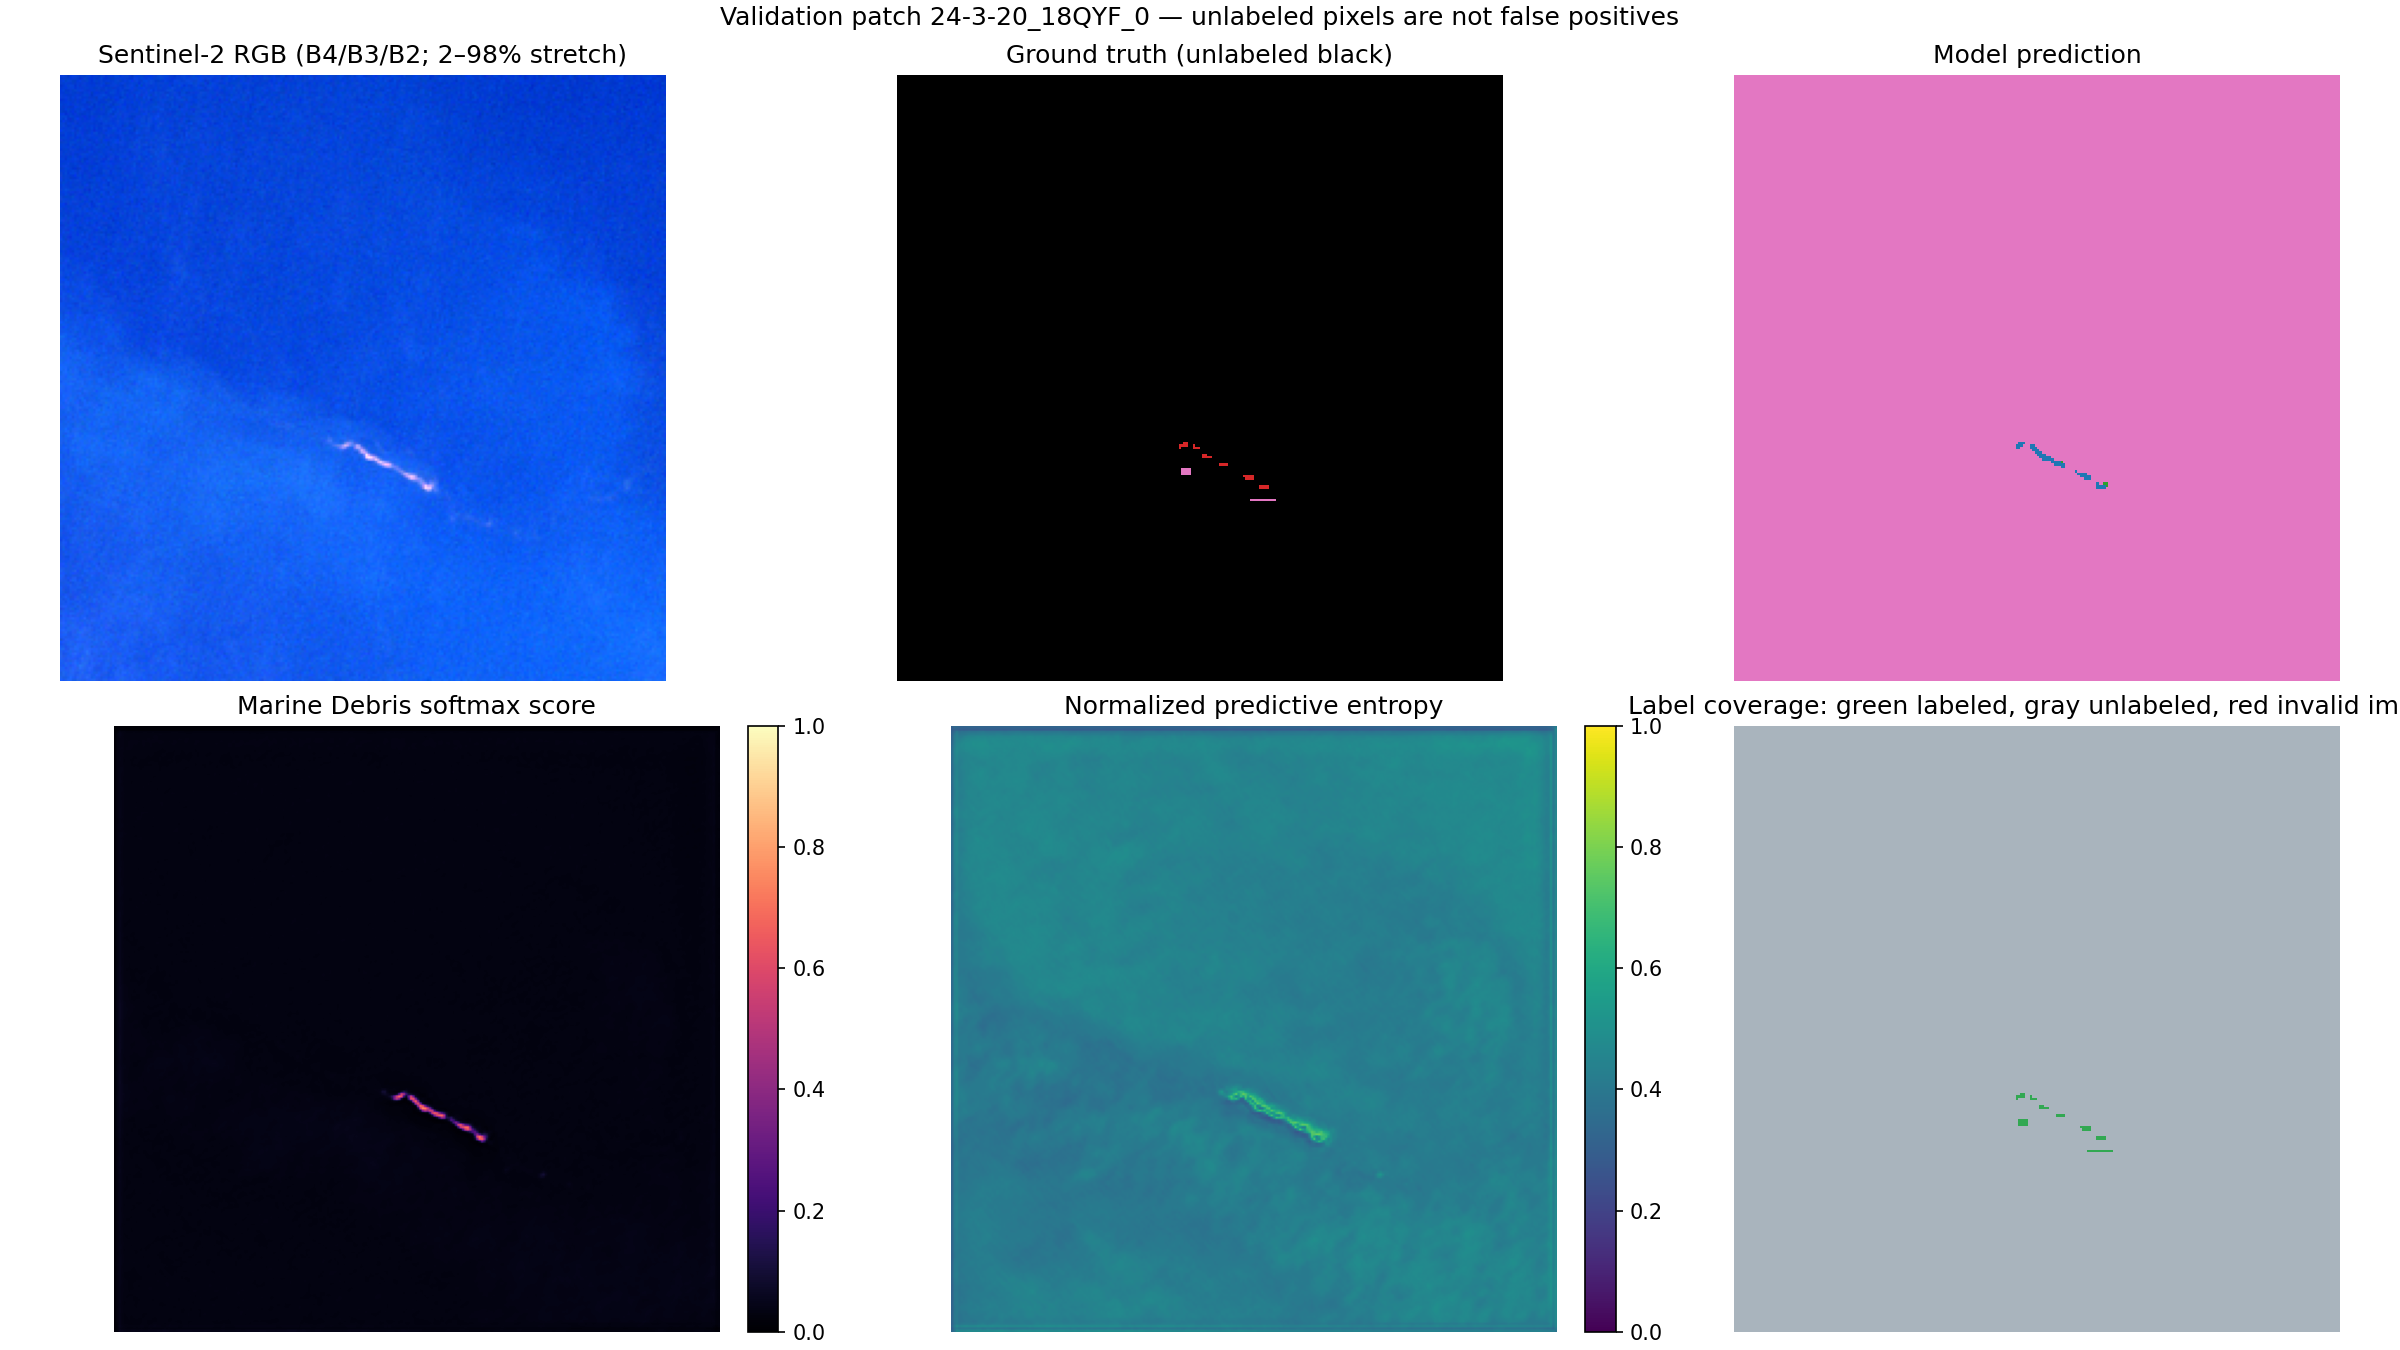 Validation patch 24-3-20_18QYF_0 — unlabeled pixels are not false positives
Sentinel-2 RGB (B4/B3/B2; 2–98% stretch)
Ground truth (unlabeled black)
Model prediction
Marine Debris softmax score
Normalized predictive entropy
Label coverage: green labeled, gray unlabeled, red invalid im
1.0
0.8
0.6
0.4
0.2
0.0
1.0
0.8
0.6
0.4
0.2
0.0